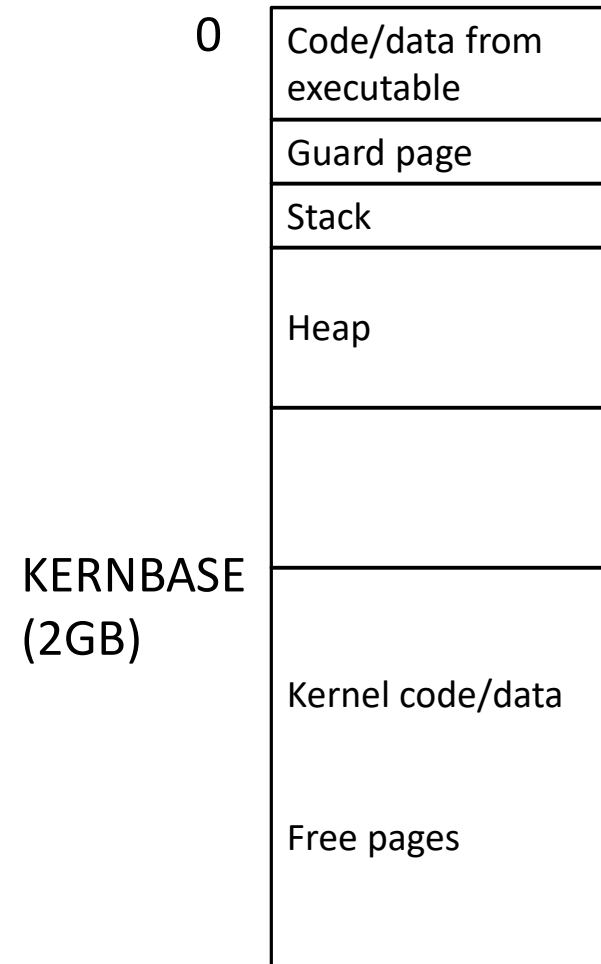 0
Code/data from
executable
Guard page
Stack
Heap
KERNBASE
(2GB)
Kernel code/data
Free pages